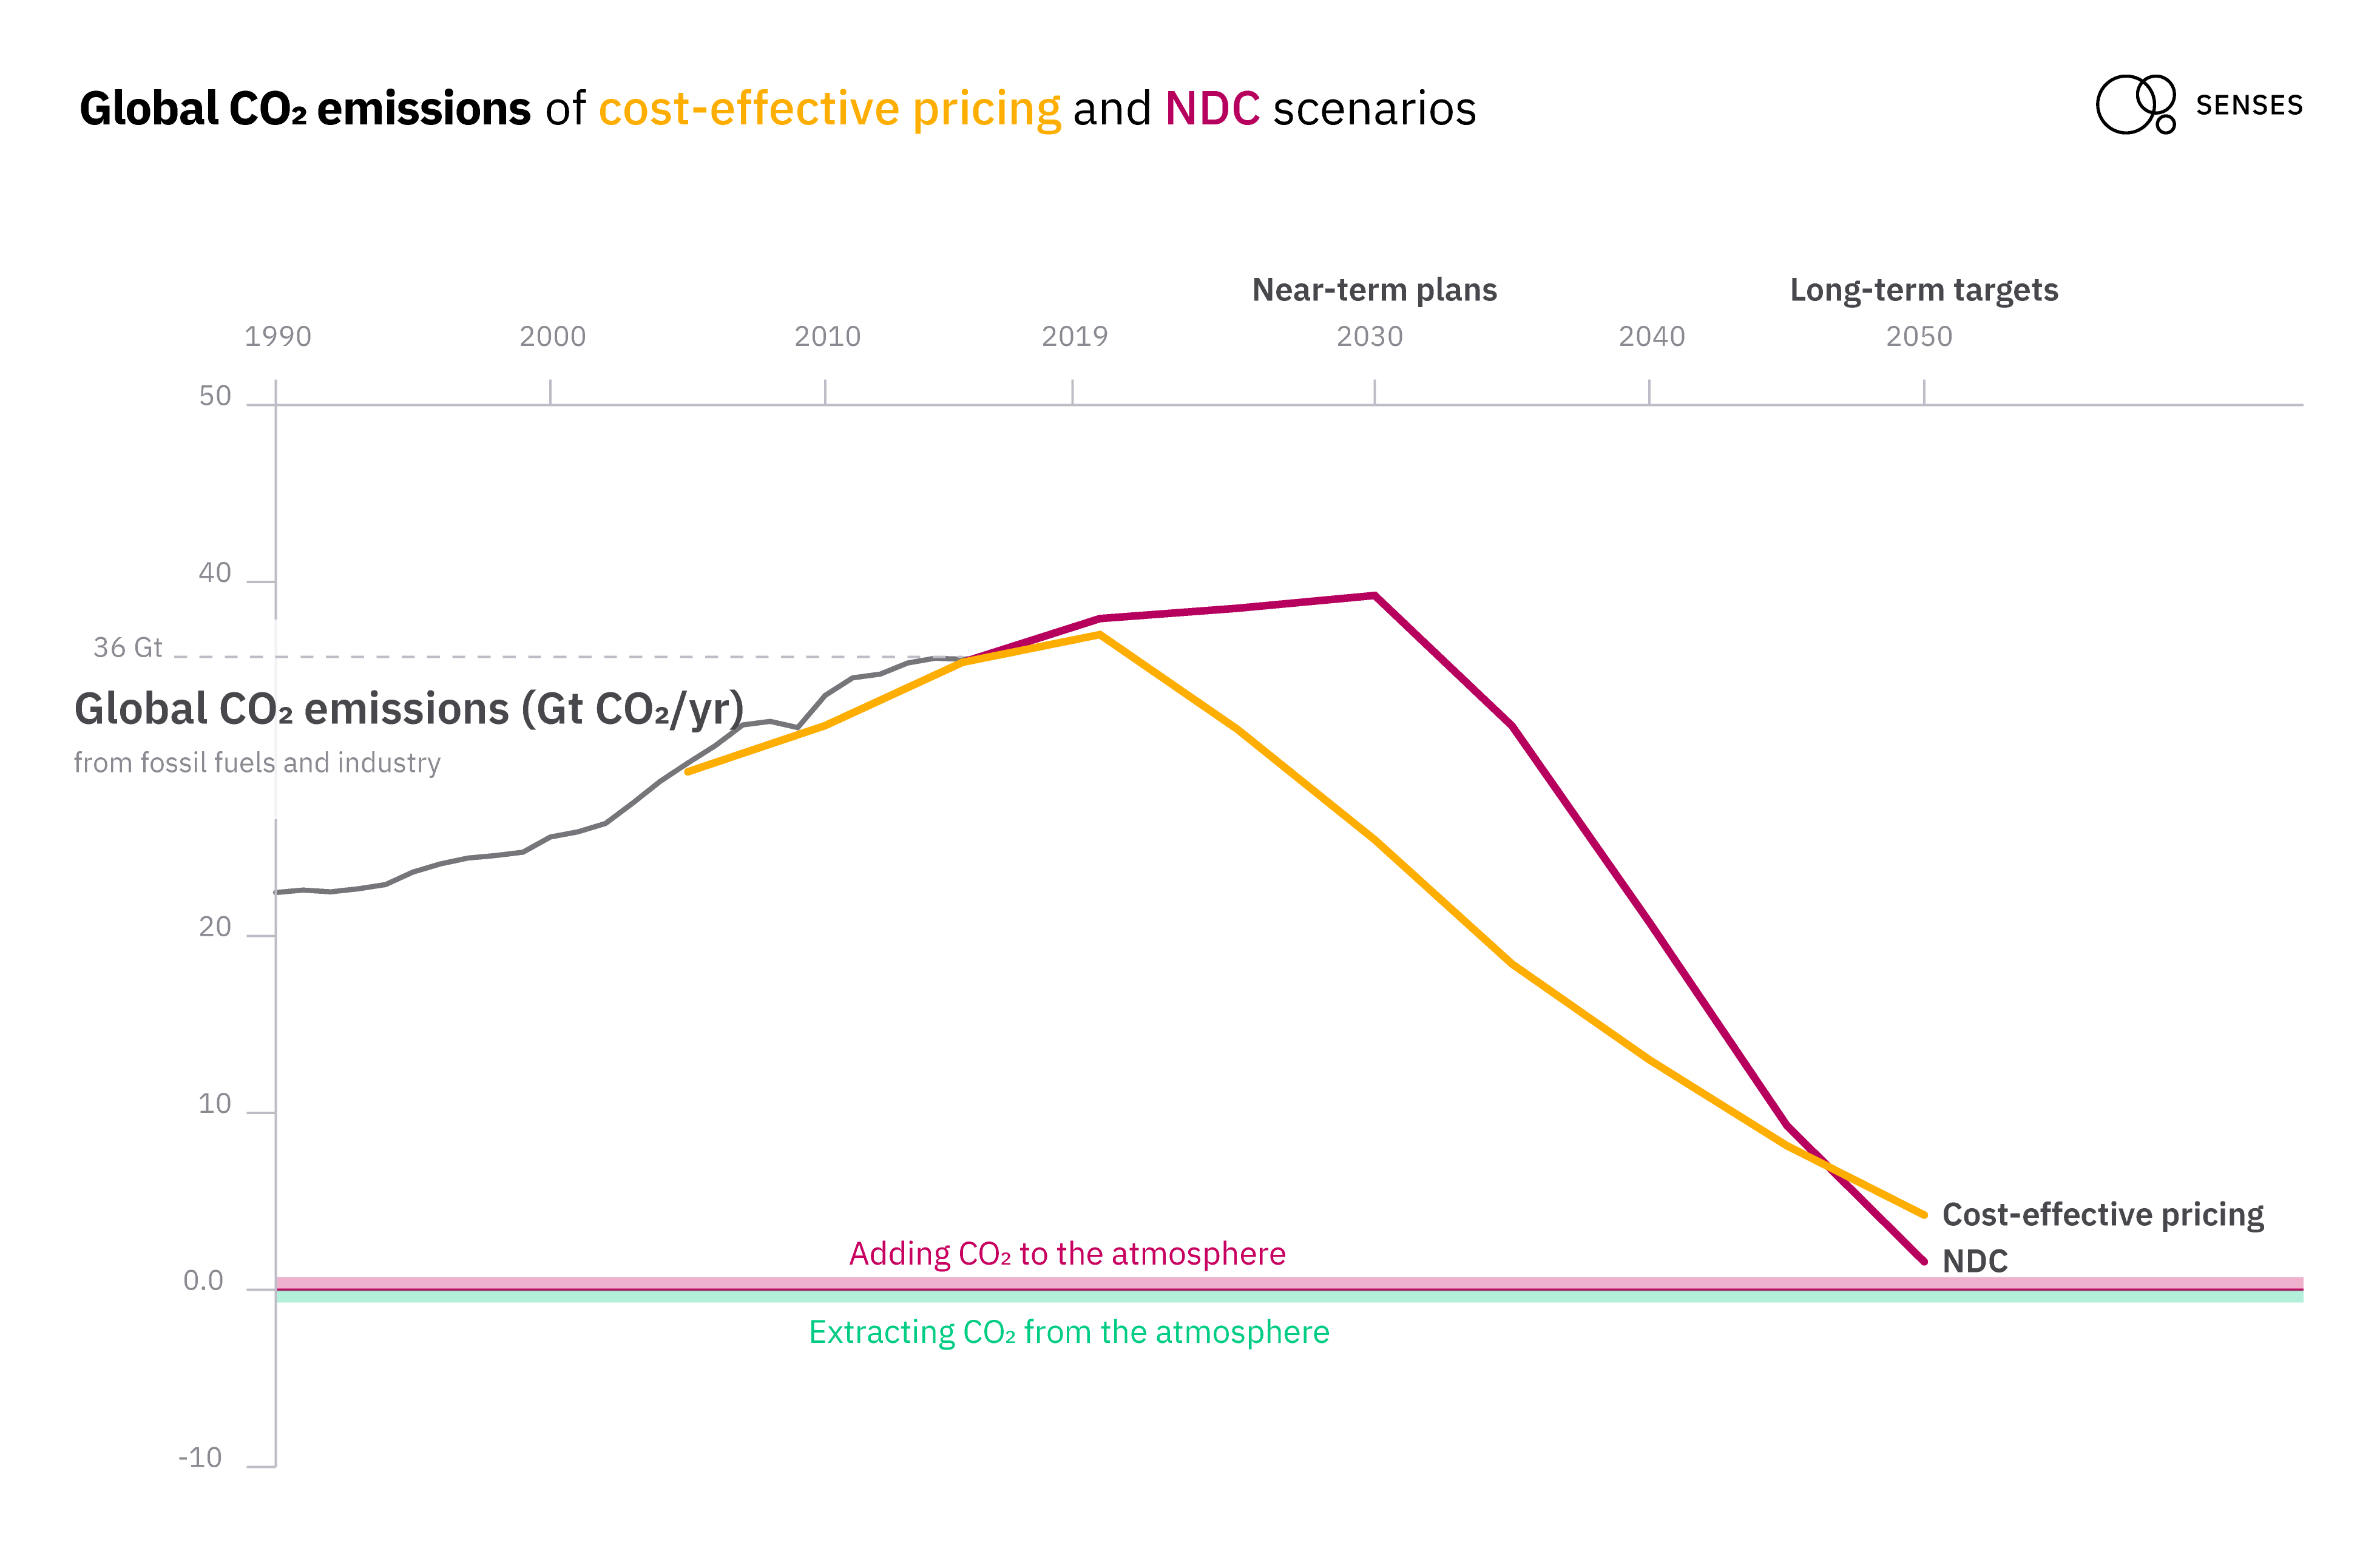 Global CO₂ emissions of cost-effective pricing and NDC scenarios
SENSES
Near-term plans
Long-term targets
1990
2000
2010
2019
2030
2040
2050
50
40
36 Gt
Global CO₂ emissions (Gt CO₂/yr)
from fossil fuels and industry
20
10
Cost-effective pricing
Adding CO₂ to the atmosphere
NDC
0.0
Extracting CO₂ from the atmosphere
-10